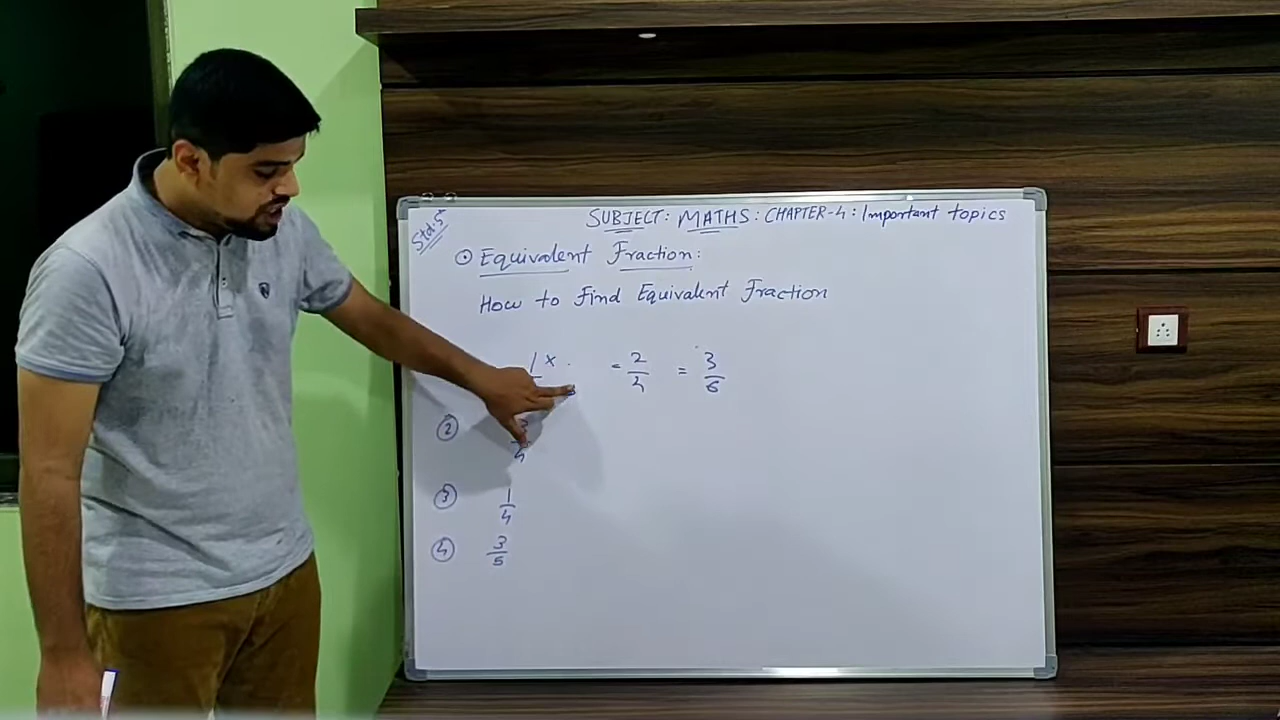 Std:5
SUBJECT: MATHS: CHAPTER-4: Important topics
⊙ Equivalent Fraction:
How to Find Equivalent Fraction
1 × = 2/4 = 3/6
②
③ 1/4
④ 3/5